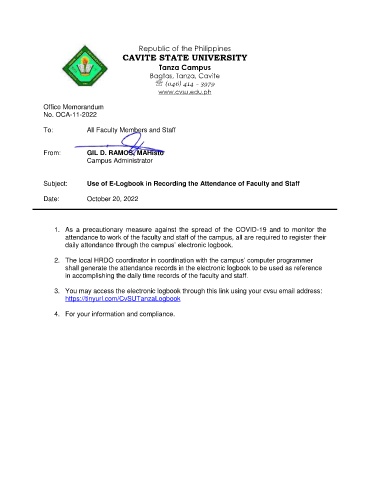 Republic of the Philippines
CAVITE STATE UNIVERSITY
Tanza Campus
Bagtas, Tanza, Cavite
☏ (046) 414 - 3979
www.cvsu.edu.ph
Office Memorandum
No. OCA-11-2022
To: All Faculty Members and Staff
From: GIL D. RAMOS, MAHisto
Campus Administrator
Subject: Use of E-Logbook in Recording the Attendance of Faculty and Staff
Date: October 20, 2022
1. As a precautionary measure against the spread of the COVID-19 and to monitor the
attendance to work of the faculty and staff of the campus, all are required to register their
daily attendance through the campus' electronic logbook.
2. The local HRDO coordinator in coordination with the campus' computer programmer
shall generate the attendance records in the electronic logbook to be used as reference
in accomplishing the daily time records of the faculty and staff.
3. You may access the electronic logbook through this link using your cvsu email address:
https://tinyurl.com/CvSUTanzaLogbook
4. For your information and compliance.